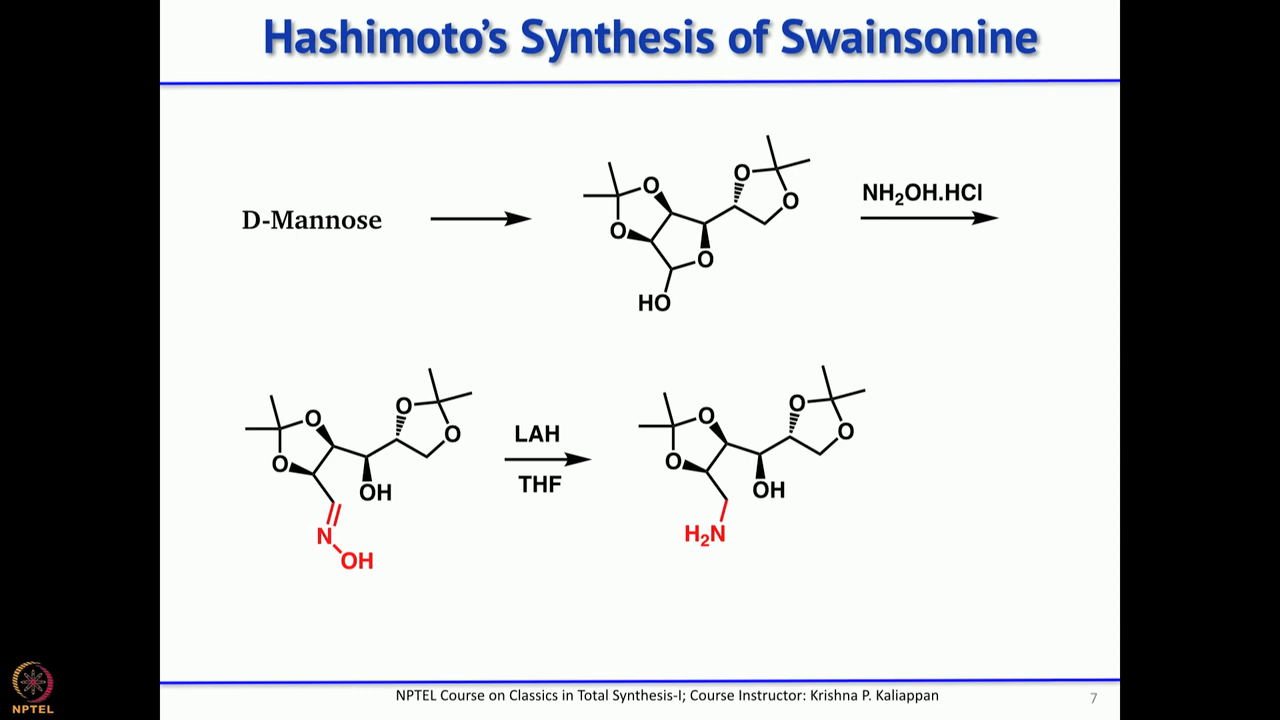 Hashimoto's Synthesis of Swainsonine
D-Mannose
O
O
O
O
O
HO
NH₂OH.HCl
O
O
O
O
OH
N
OH
LAH
THF
O
O
O
O
OH
H₂N
NPTEL Course on Classics in Total Synthesis-I; Course Instructor: Krishna P. Kaliappan
7
NPTEL